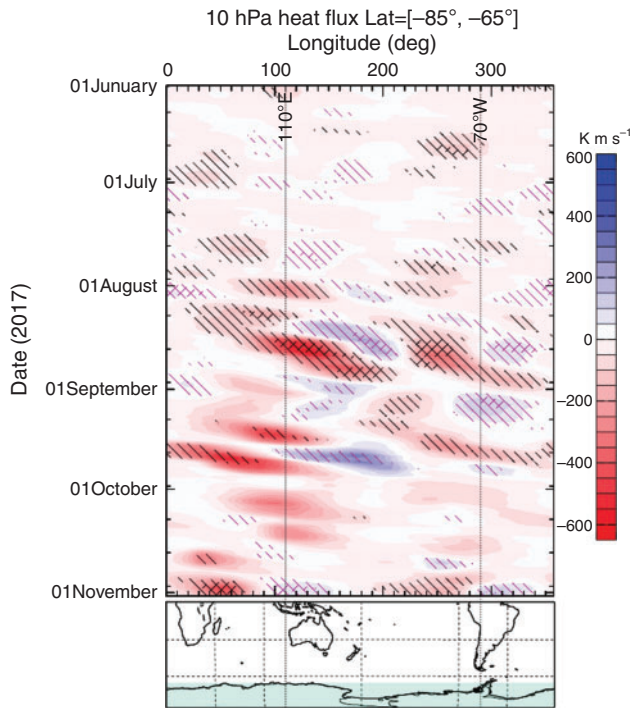 10 hPa heat flux Lat=[−85°, −65°]
Longitude (deg)
0 100 200 300
110°E
70°W
01Junuary
01July
01August
01September
01October
01November
Date (2017)
K m s⁻¹
600
400
200
0
−200
−400
−600